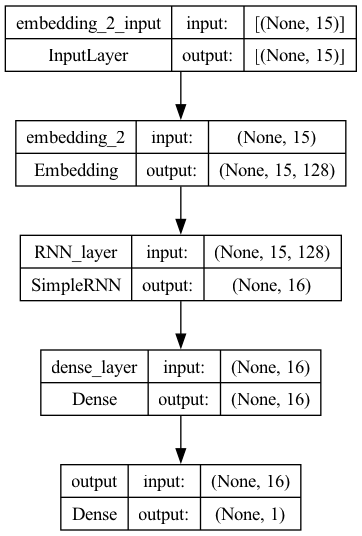 embedding_2_input input: [(None, 15)]
InputLayer output: [(None, 15)]
embedding_2 input: (None, 15)
Embedding output: (None, 15, 128)
RNN_layer input: (None, 15, 128)
SimpleRNN output: (None, 16)
dense_layer input: (None, 16)
Dense output: (None, 16)
output input: (None, 16)
Dense output: (None, 1)